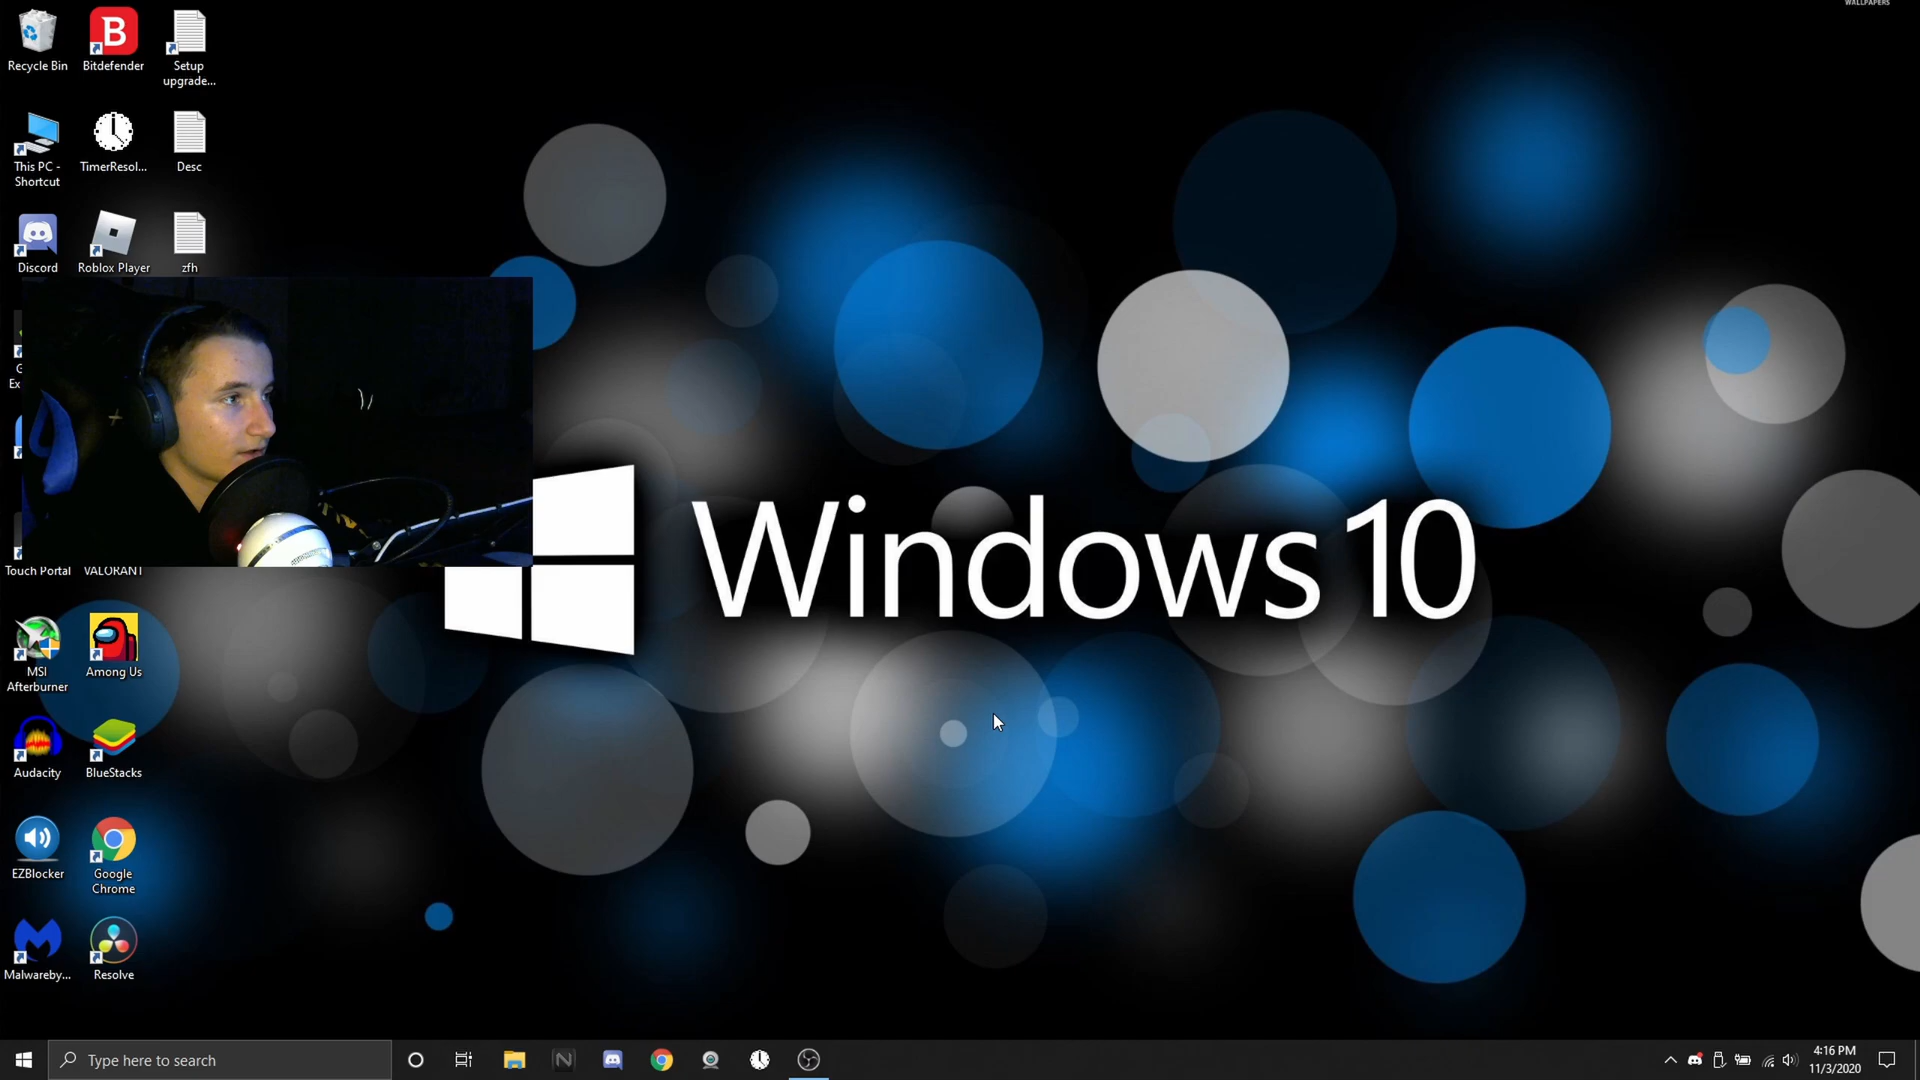 WALLPAPERS
Recycle Bin
Bitdefender
Setup
upgrade...
This PC -
Shortcut
TimerResol...
Desc
Discord
Roblox Player
zfh
G
Ex
Touch Portal
VALORANT
MSI
Afterburner
Among Us
Audacity
BlueStacks
EZBlocker
Google
Chrome
Malwareby...
Resolve
Windows 10
Type here to search
4:16 PM
11/3/2020